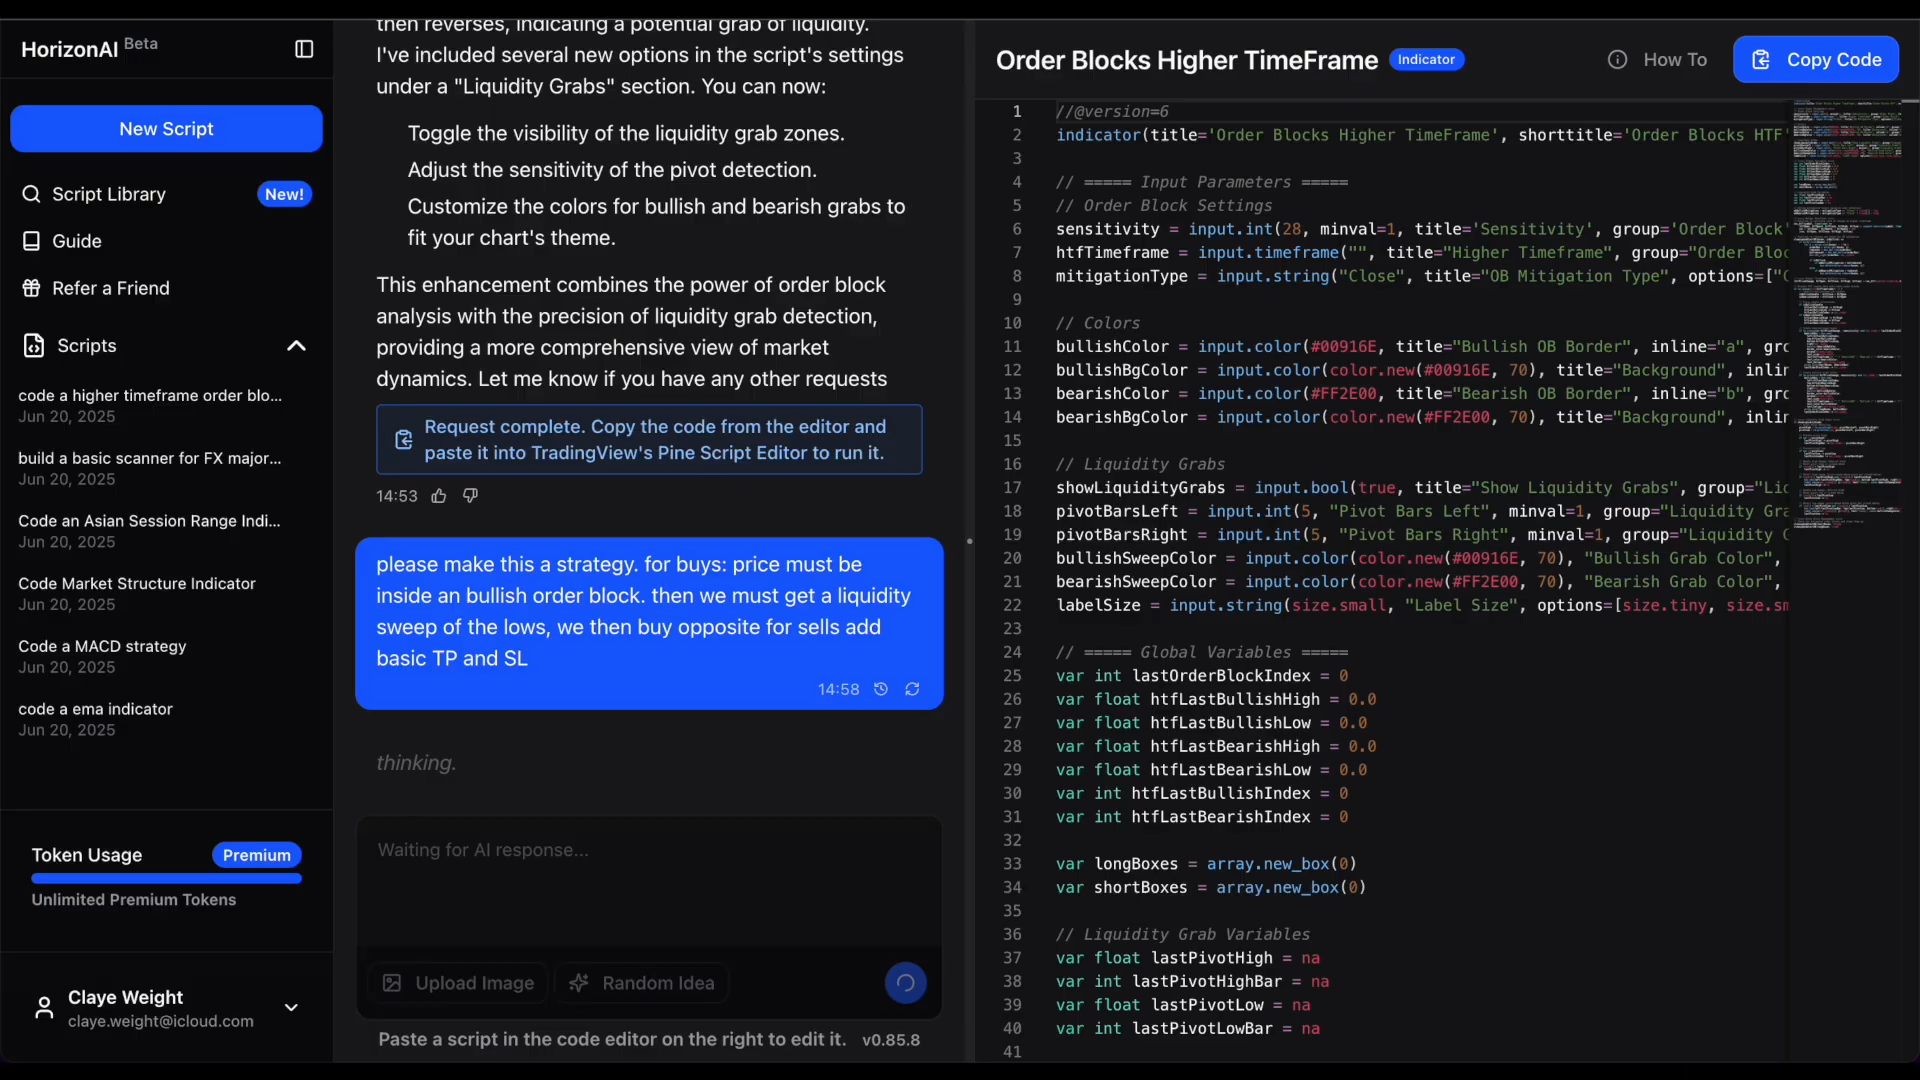 HorizonAI Beta
New Script
Script Library New!
Guide
Refer a Friend
Scripts
code a higher timeframe order blo...
Jun 20, 2025
build a basic scanner for FX major...
Jun 20, 2025
Code an Asian Session Range Indi...
Jun 20, 2025
Code Market Structure Indicator
Jun 20, 2025
Code a MACD strategy
Jun 20, 2025
code a ema indicator
Jun 20, 2025
Token Usage Premium
Unlimited Premium Tokens
Claye Weight
claye.weight@icloud.com
then reverses, indicating a potential grab of liquidity.
I've included several new options in the script's settings
under a "Liquidity Grabs" section. You can now:
Toggle the visibility of the liquidity grab zones.
Adjust the sensitivity of the pivot detection.
Customize the colors for bullish and bearish grabs to
fit your chart's theme.
This enhancement combines the power of order block
analysis with the precision of liquidity grab detection,
providing a more comprehensive view of market
dynamics. Let me know if you have any other requests
Request complete. Copy the code from the editor and
paste it into TradingView's Pine Script Editor to run it.
14:53
please make this a strategy. for buys: price must be
inside an bullish order block. then we must get a liquidity
sweep of the lows, we then buy opposite for sells add
basic TP and SL
14:58
thinking.
Waiting for AI response...
Upload Image Random Idea
Paste a script in the code editor on the right to edit it. v0.85.8
Order Blocks Higher TimeFrame Indicator How To Copy Code
1 //@version=6
2 indicator(title='Order Blocks Higher TimeFrame', shorttitle='Order Blocks HTF'
3
4 // ===== Input Parameters =====
5 // Order Block Settings
6 sensitivity = input.int(28, minval=1, title='Sensitivity', group='Order Block'
7 htfTimeframe = input.timeframe("", title="Higher Timeframe", group="Order Bloc
8 mitigationType = input.string("Close", title="OB Mitigation Type", options=["C
9
10 // Colors
11 bullishColor = input.color(#00916E, title="Bullish OB Border", inline="a", gro
12 bullishBgColor = input.color(color.new(#00916E, 70), title="Background", inlin
13 bearishColor = input.color(#FF2E00, title="Bearish OB Border", inline="b", gro
14 bearishBgColor = input.color(color.new(#FF2E00, 70), title="Background", inlin
15
16 // Liquidity Grabs
17 showLiquidityGrabs = input.bool(true, title="Show Liquidity Grabs", group="Liq
18 pivotBarsLeft = input.int(5, "Pivot Bars Left", minval=1, group="Liquidity Gra
19 pivotBarsRight = input.int(5, "Pivot Bars Right", minval=1, group="Liquidity G
20 bullishSweepColor = input.color(color.new(#00916E, 70), "Bullish Grab Color",
21 bearishSweepColor = input.color(color.new(#FF2E00, 70), "Bearish Grab Color",
22 labelSize = input.string(size.small, "Label Size", options=[size.tiny, size.sm
23
24 // ===== Global Variables =====
25 var int lastOrderBlockIndex = 0
26 var float htfLastBullishHigh = 0.0
27 var float htfLastBullishLow = 0.0
28 var float htfLastBearishHigh = 0.0
29 var float htfLastBearishLow = 0.0
30 var int htfLastBullishIndex = 0
31 var int htfLastBearishIndex = 0
32
33 var longBoxes = array.new_box(0)
34 var shortBoxes = array.new_box(0)
35
36 // Liquidity Grab Variables
37 var float lastPivotHigh = na
38 var int lastPivotHighBar = na
39 var float lastPivotLow = na
40 var int lastPivotLowBar = na
41